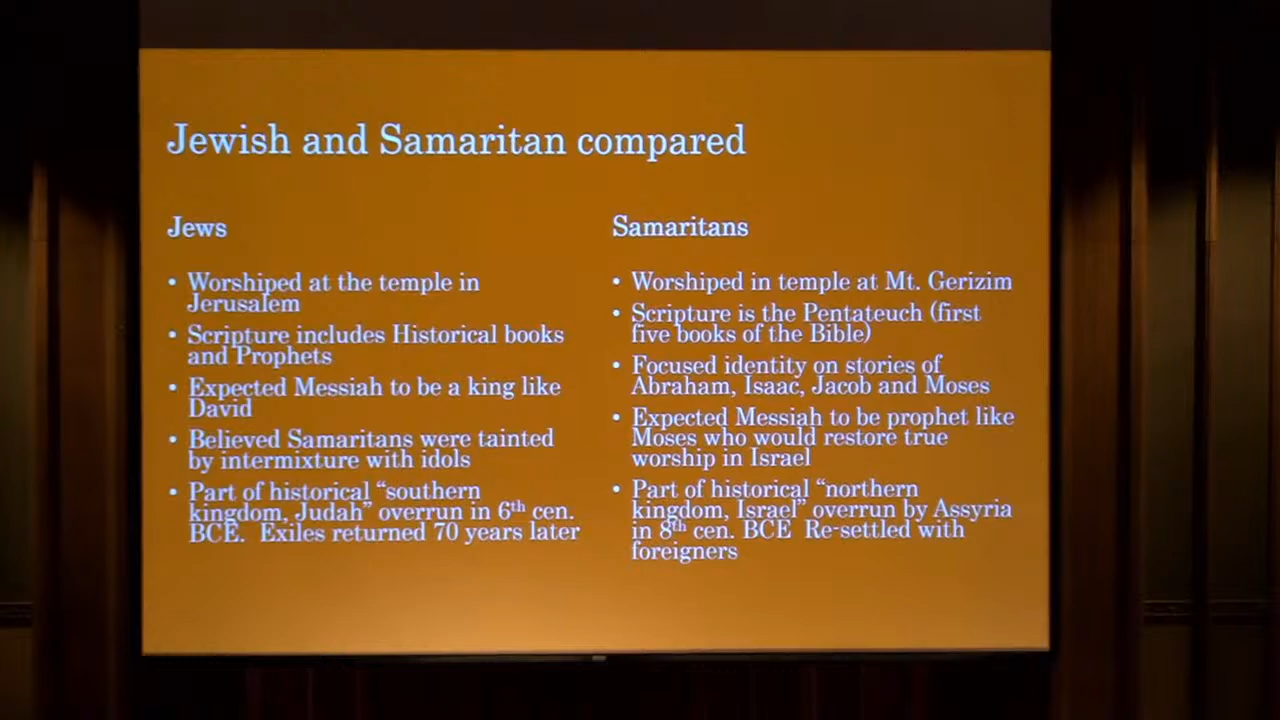 Jewish and Samaritan compared
Jews
• Worshiped at the temple in
Jerusalem
• Scripture includes Historical books
and Prophets
• Expected Messiah to be a king like
David
• Believed Samaritans were tainted
by intermixture with idols
• Part of historical “southern
kingdom, Judah” overrun in 6th cen.
BCE.  Exiles returned 70 years later
Samaritans
• Worshiped in temple at Mt. Gerizim
• Scripture is the Pentateuch (first
five books of the Bible)
• Focused identity on stories of
Abraham, Isaac, Jacob and Moses
• Expected Messiah to be prophet like
Moses who would restore true
worship in Israel
• Part of historical “northern
kingdom, Israel” overrun by Assyria
in 8th cen. BCE  Re-settled with
foreigners